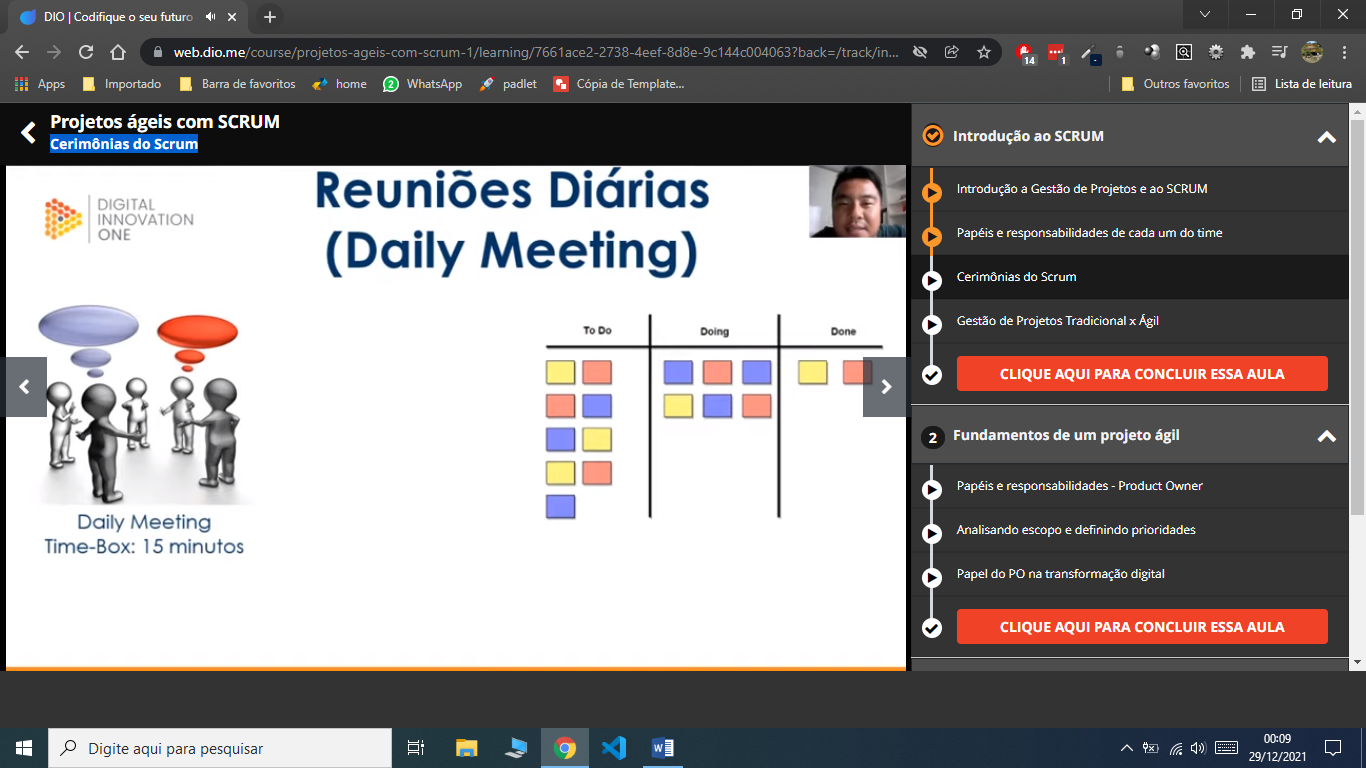 DIO | Codifique o seu futuro
web.dio.me/course/projetos-ageis-com-scrum-1/learning/7661ace2-2738-4eef-8d8e-9c144c004063?back=/track/in...
14
1
Apps
Importado
Barra de favoritos
home
2
WhatsApp
padlet
Cópia de Template...
Outros favoritos
Lista de leitura
Projetos ágeis com SCRUM
Cerimônias do Scrum
DIGITAL
INNOVATION
ONE
Reuniões Diárias
(Daily Meeting)
To Do
Doing
Done
Daily Meeting
Time-Box: 15 minutos
Introdução ao SCRUM
Introdução a Gestão de Projetos e ao SCRUM
Papéis e responsabilidades de cada um do time
Cerimônias do Scrum
Gestão de Projetos Tradicional x Ágil
CLIQUE AQUI PARA CONCLUIR ESSA AULA
2 Fundamentos de um projeto ágil
Papéis e responsabilidades - Product Owner
Analisando escopo e definindo prioridades
Papel do PO na transformação digital
CLIQUE AQUI PARA CONCLUIR ESSA AULA
Digite aqui para pesquisar
00:09
29/12/2021